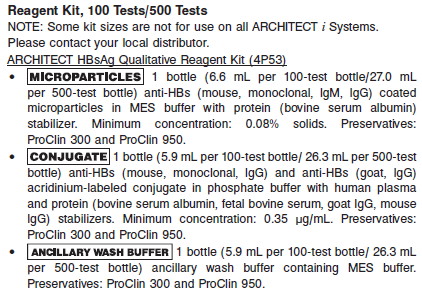 Reagent Kit, 100 Tests/500 Tests
NOTE: Some kit sizes are not for use on all ARCHITECT i Systems.
Please contact your local distributor.
ARCHITECT HBsAg Qualitative Reagent Kit (4P53)
• MICROPARTICLES 1 bottle (6.6 mL per 100-test bottle/27.0 mL
per 500-test bottle) anti-HBs (mouse, monoclonal, IgM, IgG) coated
microparticles in MES buffer with protein (bovine serum albumin)
stabilizer. Minimum concentration: 0.08% solids. Preservatives:
ProClin 300 and ProClin 950.
• CONJUGATE 1 bottle (5.9 mL per 100-test bottle/ 26.3 mL per 500-test
bottle) anti-HBs (mouse, monoclonal, IgG) and anti-HBs (goat, IgG)
acridinium-labeled conjugate in phosphate buffer with human plasma
and protein (bovine serum albumin, fetal bovine serum, goat IgG, mouse
IgG) stabilizers. Minimum concentration: 0.35 µg/mL. Preservatives:
ProClin 300 and ProClin 950.
• ANCILLARY WASH BUFFER 1 bottle (5.9 mL per 100-test bottle/ 26.3 mL
per 500-test bottle) ancillary wash buffer containing MES buffer.
Preservatives: ProClin 300 and ProClin 950.